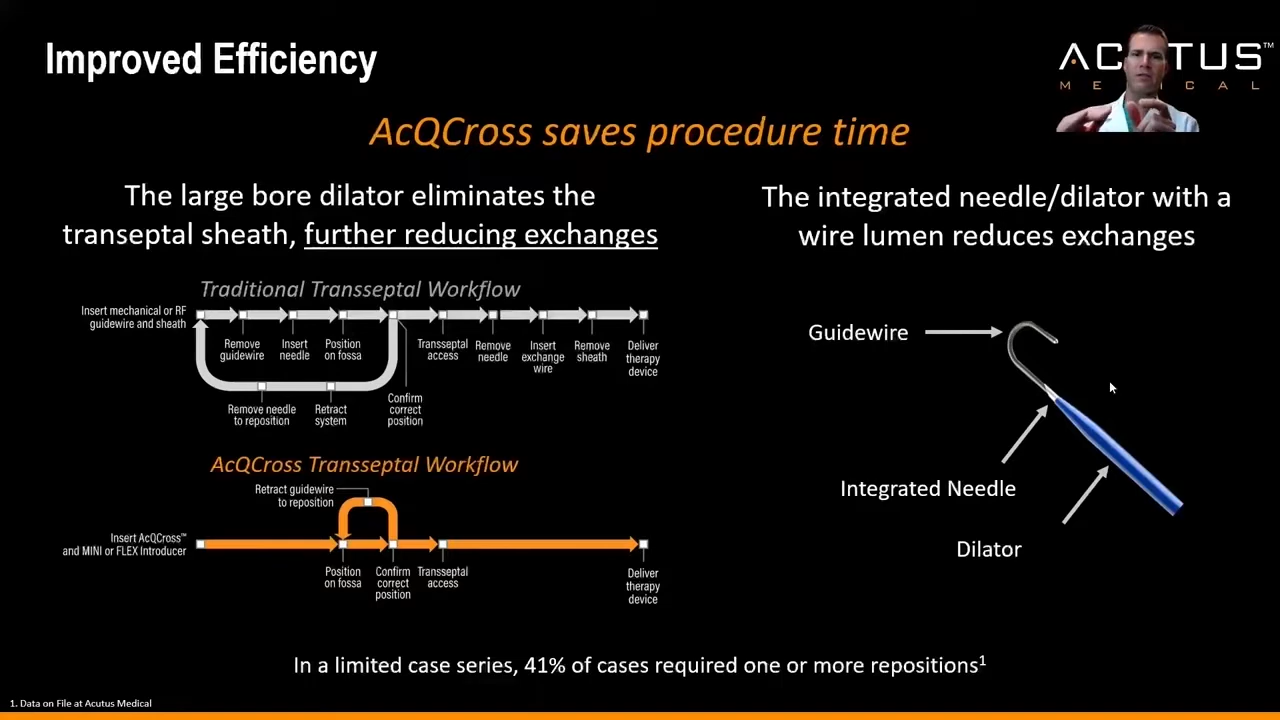 Improved Efficiency
™
MEDICAL
AcQCross saves procedure time
The large bore dilator eliminates the
transeptal sheath, further reducing exchanges
Traditional Transseptal Workflow
Insert mechanical or RF
guidewire and sheath
Remove
guidewire
Insert
needle
Position
on fossa
Transseptal
access
Remove
needle
Insert
exchange
wire
Remove
sheath
Deliver
therapy
device
Remove needle
to reposition
Retract
system
Confirm
correct
position
AcQCross Transseptal Workflow
Retract guidewire
to reposition
Insert AcQCross™
and MINI or FLEX Introducer
Position
on fossa
Confirm
correct
position
Transseptal
access
Deliver
therapy
device
The integrated needle/dilator with a
wire lumen reduces exchanges
Guidewire
Integrated Needle
Dilator
In a limited case series, 41% of cases required one or more repositions1
1. Data on File at Acutus Medical